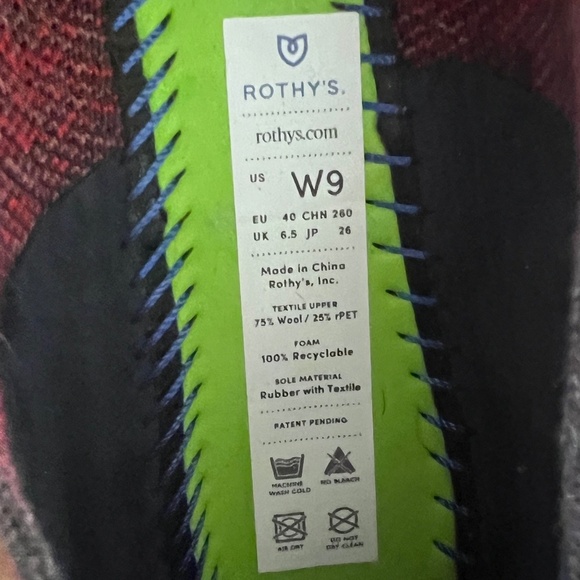 ROTHY'S.
rothys.com
US W9
EU 40 CHN 260
UK 6.5 JP 26
Made in China
Rothy's, Inc.
TEXTILE UPPER
75% Wool / 25% rPET
FOAM
100% Recyclable
SOLE MATERIAL
Rubber with Textile
PATENT PENDING
MACHINE WASH COLD
NO BLEACH
AIR DRY
DO NOT DRY CLEAN